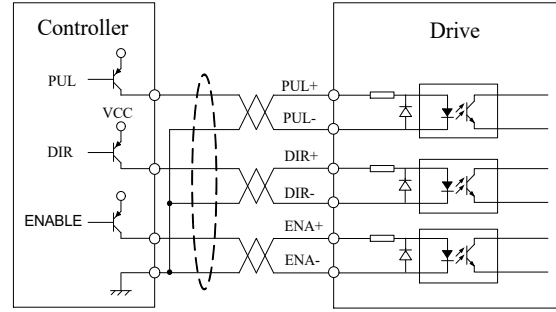 Controller
Drive
PUL
PUL+
PUL-
VCC
DIR
DIR+
DIR-
ENABLE
ENA+
ENA-